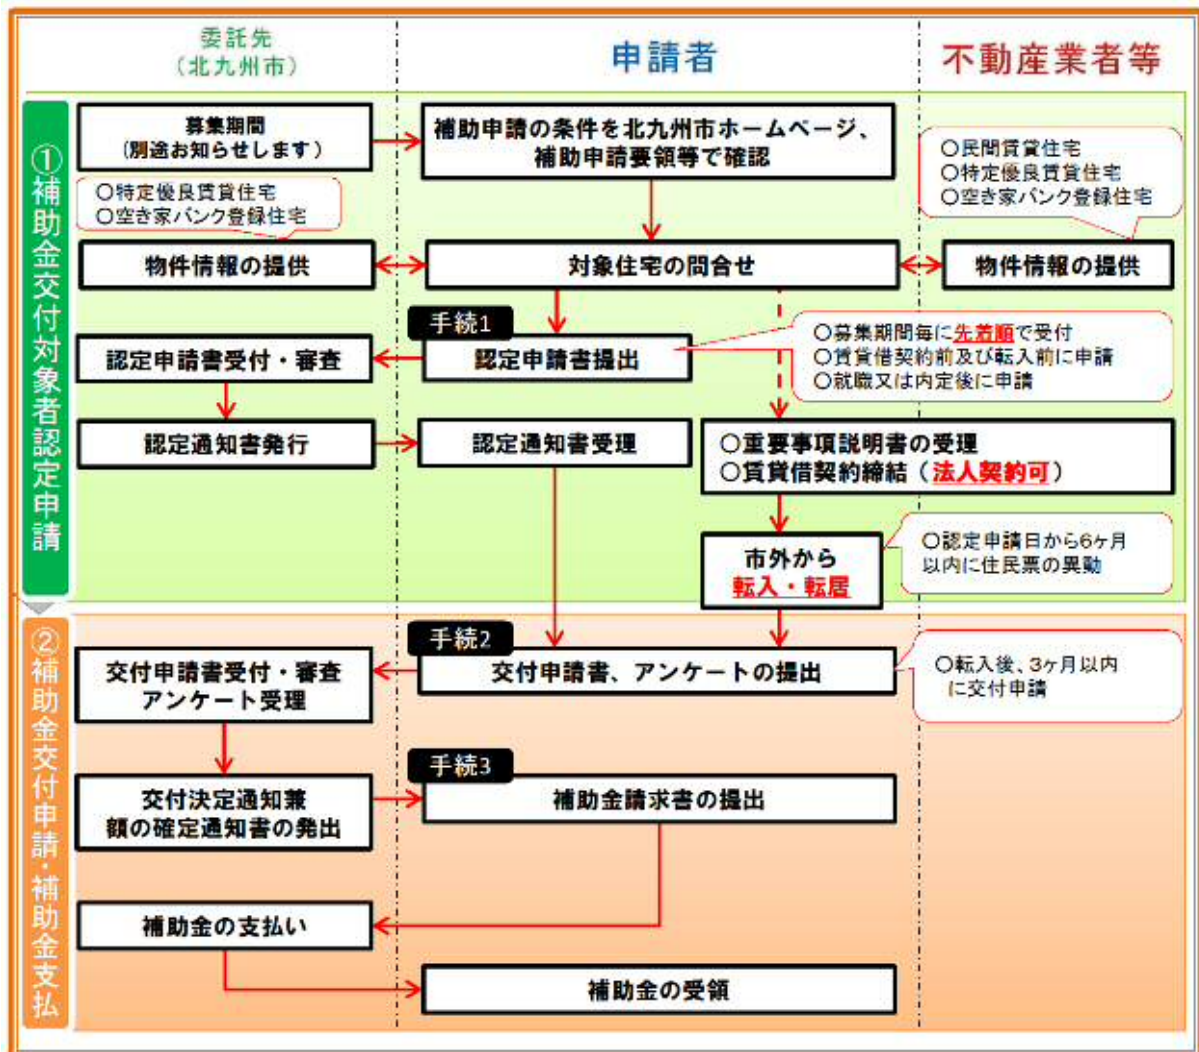 委託先
（北九州市）
申請者
不動産業者等
①補助金交付対象者認定申請
募集期間
（別途お知らせします）
補助申請の条件を北九州市ホームページ、
補助申請要領等で確認
○民間賃貸住宅
○特定優良賃貸住宅
○空き家バンク登録住宅
○特定優良賃貸住宅
○空き家バンク登録住宅
物件情報の提供
対象住宅の問合せ
物件情報の提供
手続1
認定申請書受付・審査
認定申請書提出
○募集期間毎に先着順で受付
○賃貸借契約前及び転入前に申請
○就職又は内定後に申請
認定通知書発行
認定通知書受理
○重要事項説明書の受理
○賃貸借契約締結（法人契約可）
市外から
転入・転居
○認定申請日から6ヶ月
以内に住民票の異動
②補助金交付申請・補助金支払
手続2
交付申請書受付・審査
アンケート受理
交付申請書、アンケートの提出
○転入後、3ヶ月以内
に交付申請
手続3
交付決定通知兼
額の確定通知書の発出
補助金請求書の提出
補助金の支払い
補助金の受領